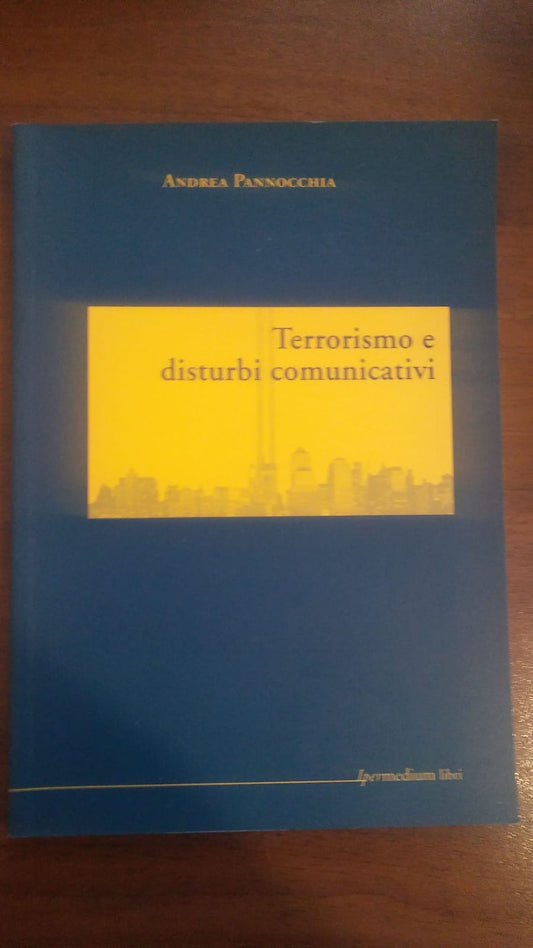 ANDREA PANNOCCHIA
Terrorismo e
disturbi comunicativi
Ipermedium libri